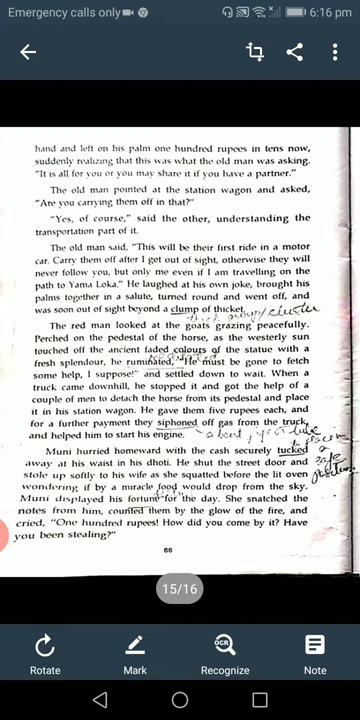 Emergency calls only
6:16 pm
hand and left on his palm one hundred rupees in tens now,
suddenly realizing that this was what the old man was asking.
"It is all for you or you may share it if you have a partner."
The old man pointed at the station wagon and asked,
"Are you carrying them off in that?"
"Yes, of course," said the other, understanding the
transportation part of it.
The old man said, "This will be their first ride in a motor
car. Carry them off after I get out of sight, otherwise they will
never follow you, but only me even if I am travelling on the
path to Yama Loka." He laughed at his own joke, brought his
palms together in a salute, turned round and went off, and
was soon out of sight beyond a clump of thicket.
thick group/cluster
The red man looked at the goats grazing peacefully.
Perched on the pedestal of the horse, as the westerly sun
touched off the ancient faded colours of the statue with a
fresh splendour, he ruminated, "He must be gone to fetch
some help, I suppose!" and settled down to wait. When a
truck came downhill, he stopped it and got the help of a
couple of men to detach the horse from its pedestal and place
it in his station wagon. He gave them five rupees each, and
for a further payment they siphoned off gas from the truck,
and helped him to start his engine.
a bent
tube
Muni hurried homeward with the cash securely tucked
away at his waist in his dhoti. He shut the street door and
stole up softly to his wife as she squatted before the lit oven
wondering if by a miracle food would drop from the sky.
Muni displayed his fortune for the day. She snatched the
notes from him, counted them by the glow of the fire, and
cried, "One hundred rupees! How did you come by it? Have
you been stealing?"
a
safe
66
15/16
Rotate
Mark
OCR
Recognize
Note